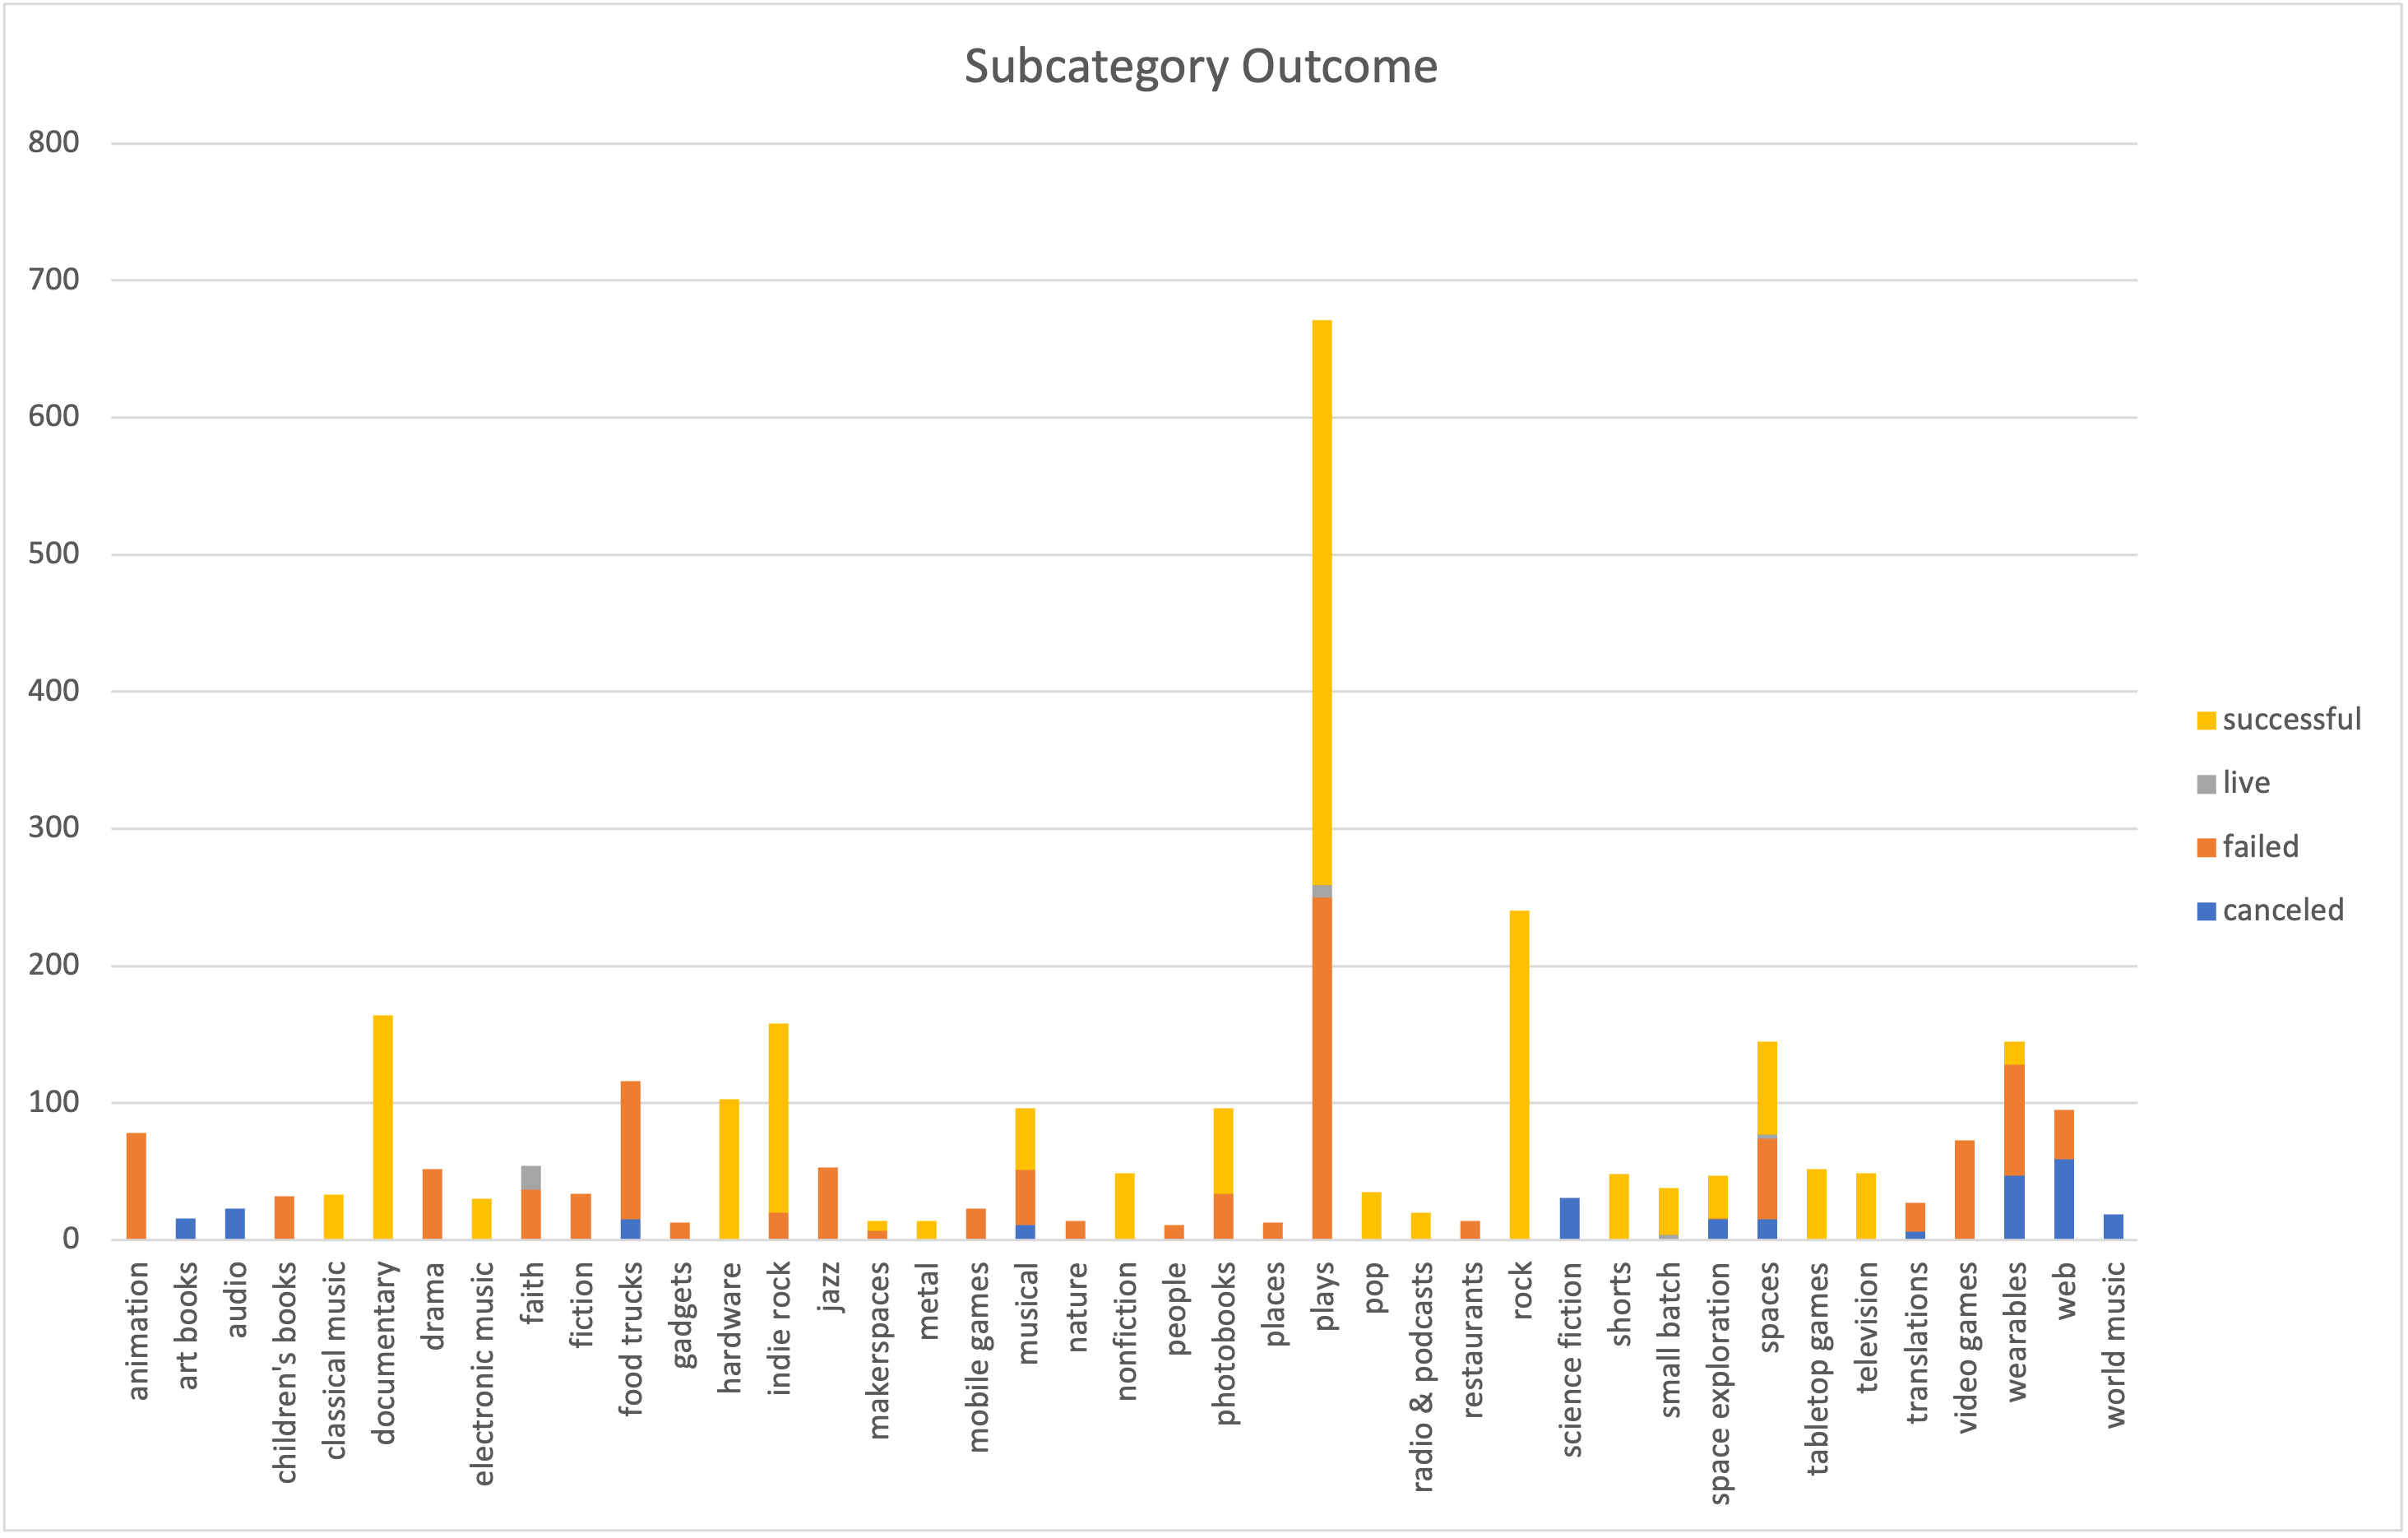 Subcategory Outcome
800
700
600
500
400
300
200
100
0
successful
live
failed
canceled
animation
art books
audio
children's books
classical music
documentary
drama
electronic music
faith
fiction
food trucks
gadgets
hardware
indie rock
jazz
makerspaces
metal
mobile games
musical
nature
nonfiction
people
photobooks
places
plays
pop
radio & podcasts
restaurants
rock
science fiction
shorts
small batch
space exploration
spaces
tabletop games
television
translations
video games
wearables
web
world music